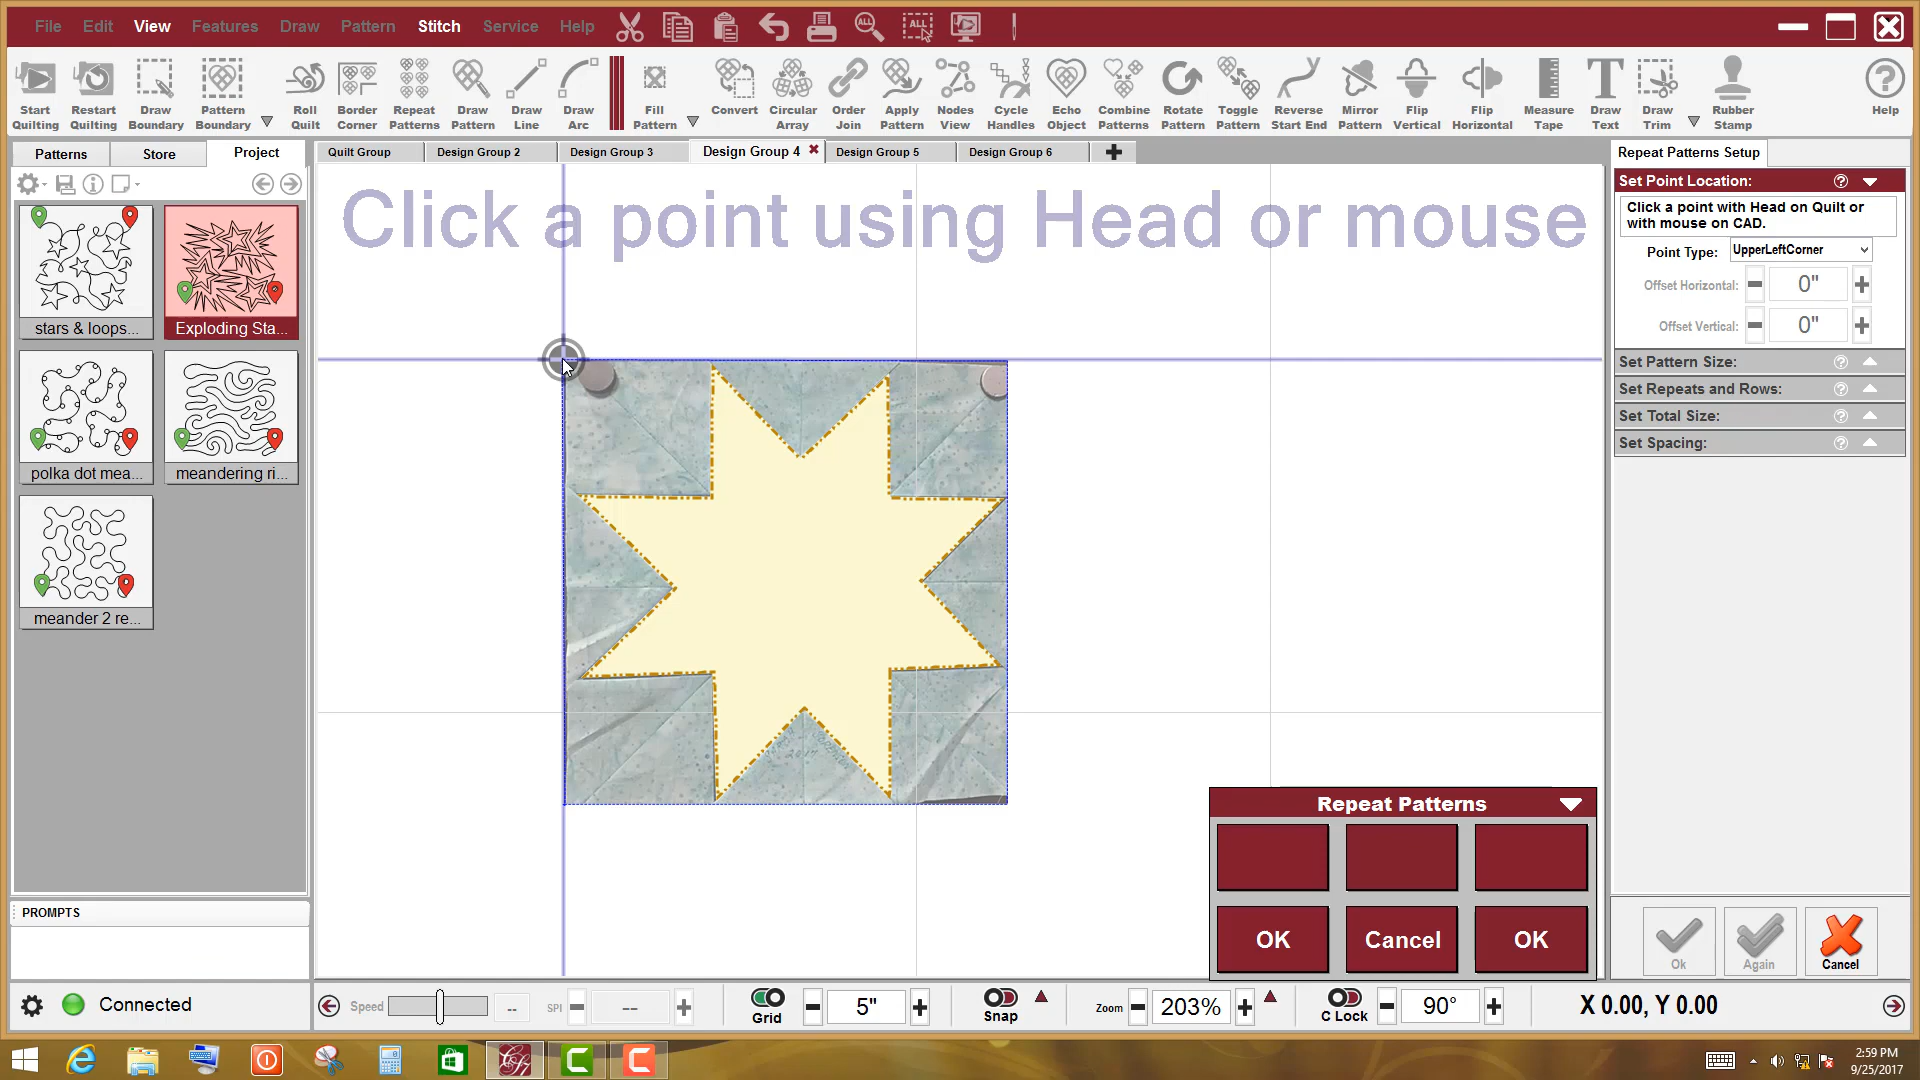 File Edit View Features Draw Pattern Stitch Service Help
Start Quilting
Restart Quilting
Draw Boundary
Pattern Boundary
Roll Quilt
Border Corner
Repeat Patterns
Draw Pattern
Draw Line
Draw Arc
Fill Pattern
Convert
Circular Array
Order Join
Apply Pattern
Nodes View
Cycle Handles
Echo Object
Combine Patterns
Rotate Pattern
Toggle Pattern
Reverse Start End
Mirror Pattern
Flip Vertical
Flip Horizontal
Measure Tape
Draw Text
Draw Trim
Rubber Stamp
Help
Patterns Store Project
Quilt Group Design Group 2 Design Group 3 Design Group 4 Design Group 5 Design Group 6
Repeat Patterns Setup
Click a point using Head or mouse
stars & loops...
Exploding Sta...
polka dot mea...
meandering ri...
meander 2 re...
PROMPTS
Set Point Location:
Click a point with Head on Quilt or
with mouse on CAD.
Point Type: UpperLeftCorner
Offset Horizontal: 0"
Offset Vertical: 0"
Set Pattern Size:
Set Repeats and Rows:
Set Total Size:
Set Spacing:
Repeat Patterns
OK Cancel OK
Ok Again Cancel
Connected
Speed -- SPI --
Grid 5" Snap Zoom 203% C Lock 90° X 0.00, Y 0.00
2:59 PM
9/25/2017